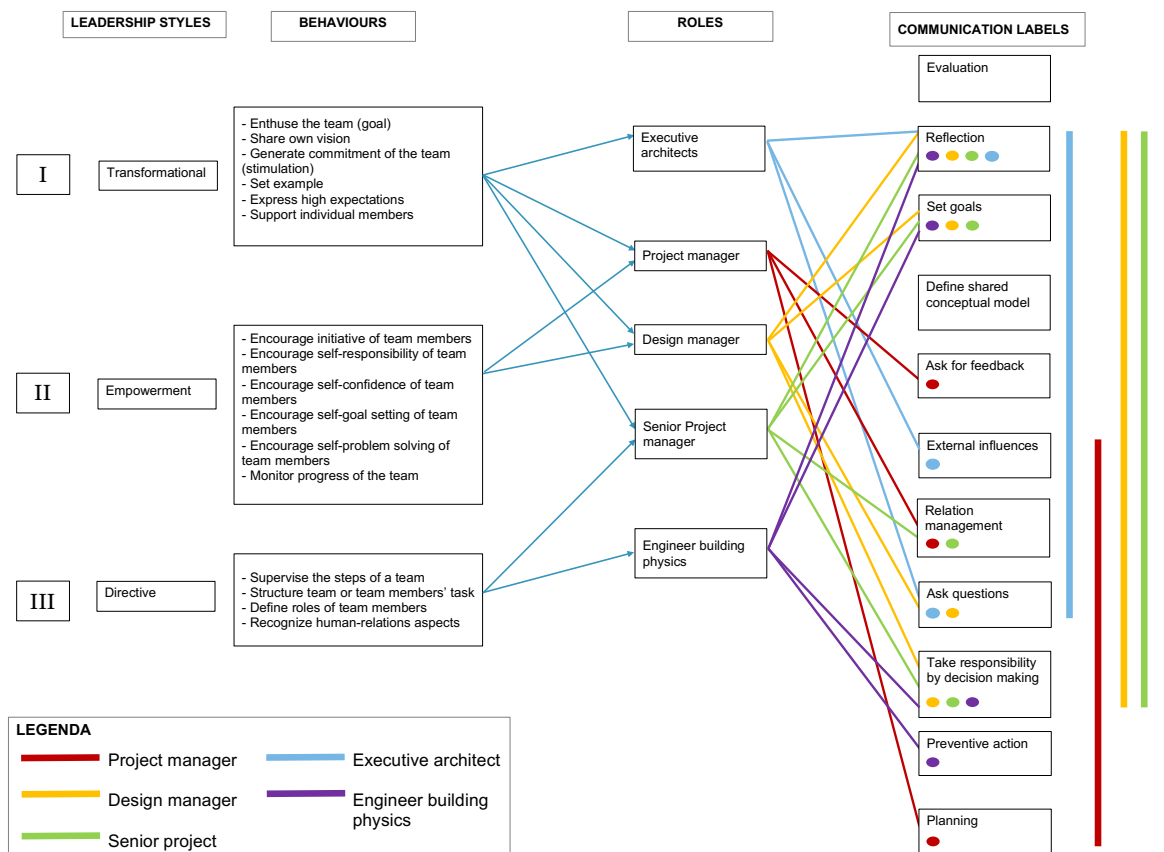 LEADERSHIP STYLES
BEHAVIOURS
ROLES
COMMUNICATION LABELS
I
Transformational
- Enthuse the team (goal)
- Share own vision
- Generate commitment of the team
(stimulation)
- Set example
- Express high expectations
- Support individual members
II
Empowerment
- Encourage initiative of team members
- Encourage self-responsibility of team
members
- Encourage self-confidence of team
members
- Encourage self-goal setting of team
members
- Encourage self-problem solving of
team members
- Monitor progress of the team
III
Directive
- Supervise the steps of a team
- Structure team or team members' task
- Define roles of team members
- Recognize human-relations aspects
Executive
architects
Project manager
Design manager
Senior Project
manager
Engineer building
physics
Evaluation
Reflection
Set goals
Define shared
conceptual model
Ask for feedback
External influences
Relation
management
Ask questions
Take responsibility
by decision making
Preventive action
Planning
LEGENDA
Project manager
Design manager
Senior project
Executive architect
Engineer building
physics